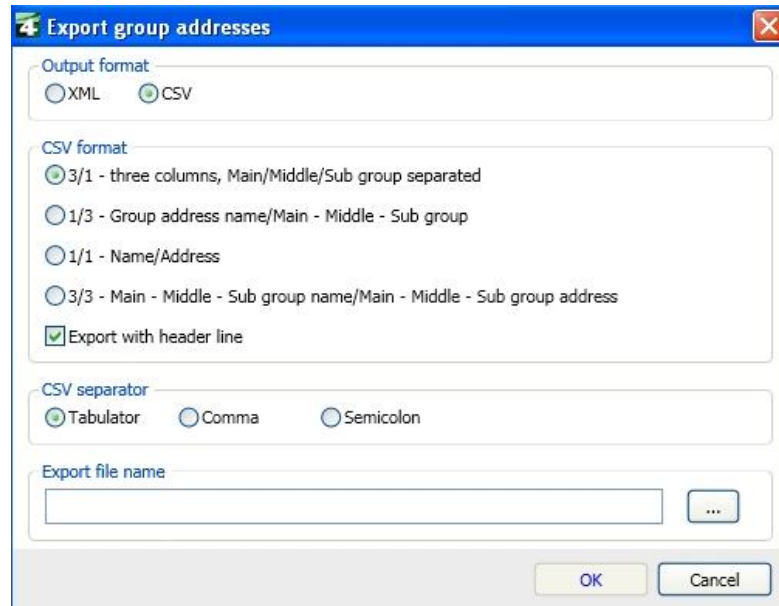 4 Export group addresses
Output format
XML CSV
CSV format
3/1 - three columns, Main/Middle/Sub group separated
1/3 - Group address name/Main - Middle - Sub group
1/1 - Name/Address
3/3 - Main - Middle - Sub group name/Main - Middle - Sub group address
Export with header line
CSV separator
Tabulator Comma Semicolon
Export file name
...
OK Cancel